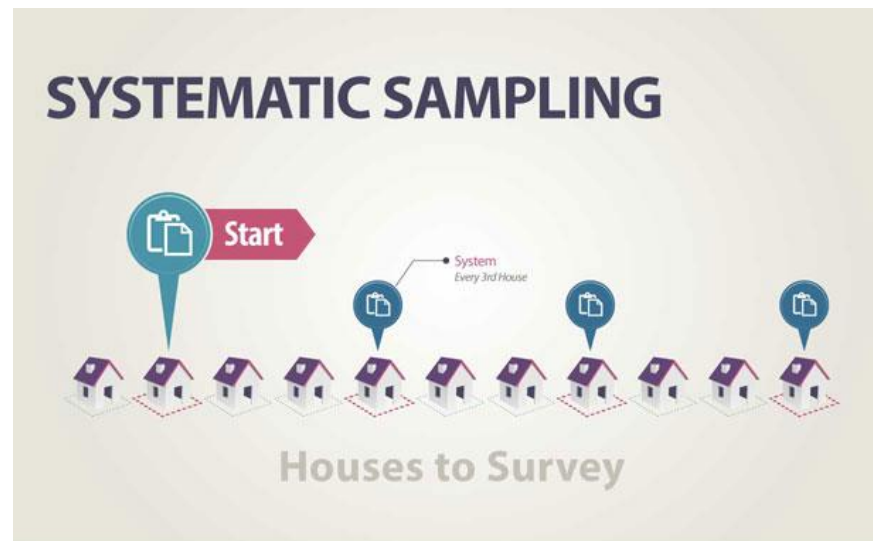 SYSTEMATIC SAMPLING
Start
System
Every 3rd House
Houses to Survey